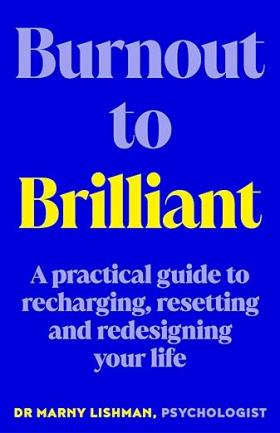 Burnout
to
Brilliant
A practical guide to
recharging, resetting
and redesigning
your life
DR MARNY LISHMAN, PSYCHOLOGIST